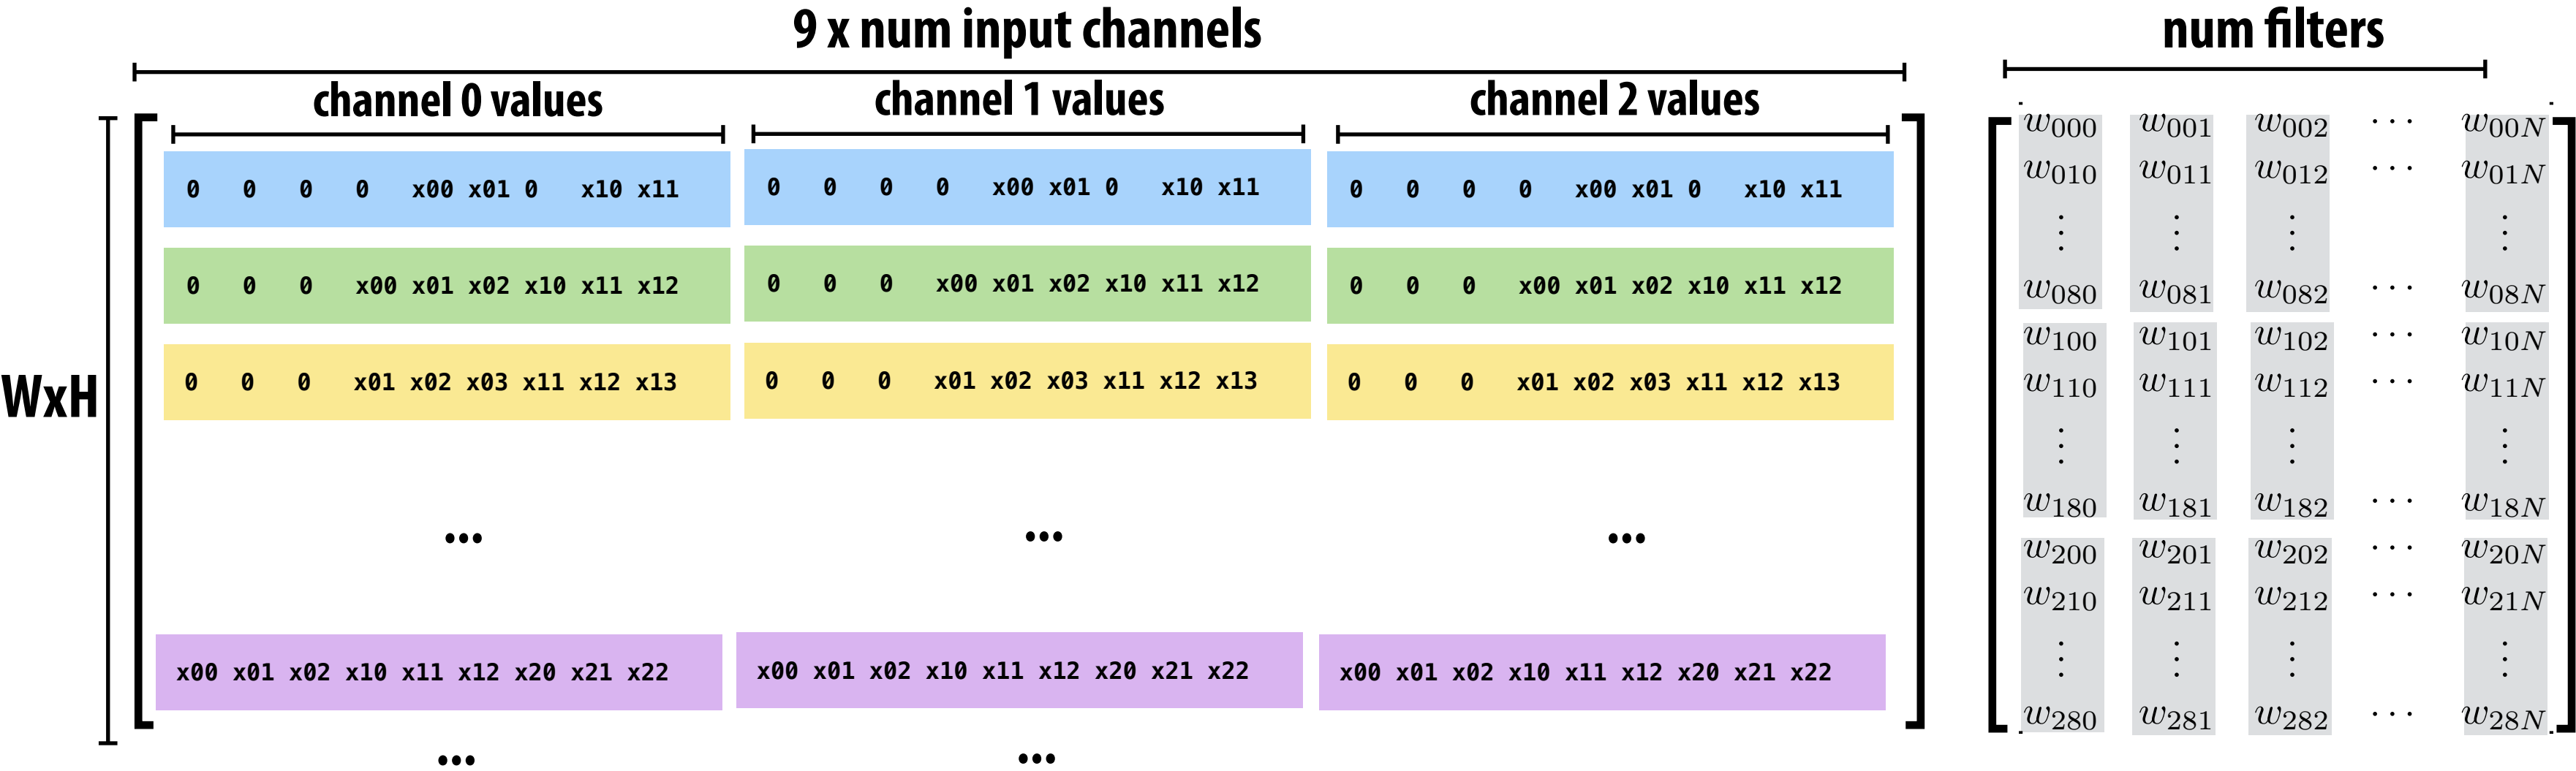 9 x num input channels
num filters
channel 0 values channel 1 values channel 2 values
WxH
0 0 0 0 x00 x01 0 x10 x11 0 0 0 0 x00 x01 0 x10 x11 0 0 0 0 x00 x01 0 x10 x11
0 0 0 x00 x01 x02 x10 x11 x12 0 0 0 x00 x01 x02 x10 x11 x12 0 0 0 x00 x01 x02 x10 x11 x12
0 0 0 x01 x02 x03 x11 x12 x13 0 0 0 x01 x02 x03 x11 x12 x13 0 0 0 x01 x02 x03 x11 x12 x13
... ... ...
x00 x01 x02 x10 x11 x12 x20 x21 x22 x00 x01 x02 x10 x11 x12 x20 x21 x22 x00 x01 x02 x10 x11 x12 x20 x21 x22
... ...
w₀₀₀ w₀₀₁ w₀₀₂ ⋯ w₀₀N
w₀₁₀ w₀₁₁ w₀₁₂ ⋯ w₀₁N
⋮ ⋮ ⋮ ⋮
w₀₈₀ w₀₈₁ w₀₈₂ ⋯ w₀₈N
w₁₀₀ w₁₀₁ w₁₀₂ ⋯ w₁₀N
w₁₁₀ w₁₁₁ w₁₁₂ ⋯ w₁₁N
⋮ ⋮ ⋮ ⋮
w₁₈₀ w₁₈₁ w₁₈₂ ⋯ w₁₈N
w₂₀₀ w₂₀₁ w₂₀₂ ⋯ w₂₀N
w₂₁₀ w₂₁₁ w₂₁₂ ⋯ w₂₁N
⋮ ⋮ ⋮ ⋮
w₂₈₀ w₂₈₁ w₂₈₂ ⋯ w₂₈N